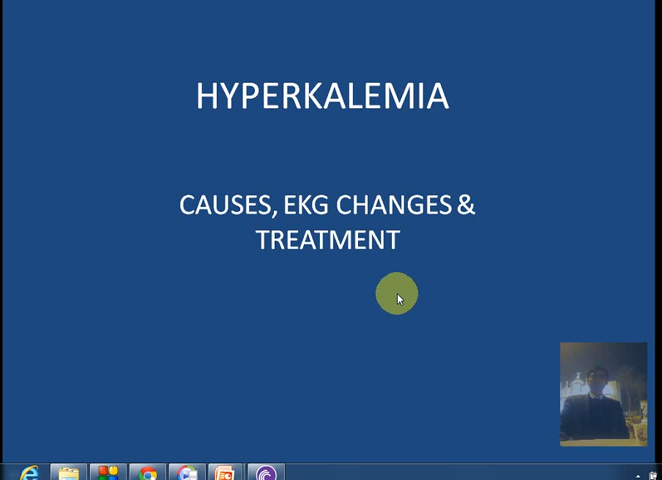 HYPERKALEMIA
CAUSES, EKG CHANGES &
TREATMENT